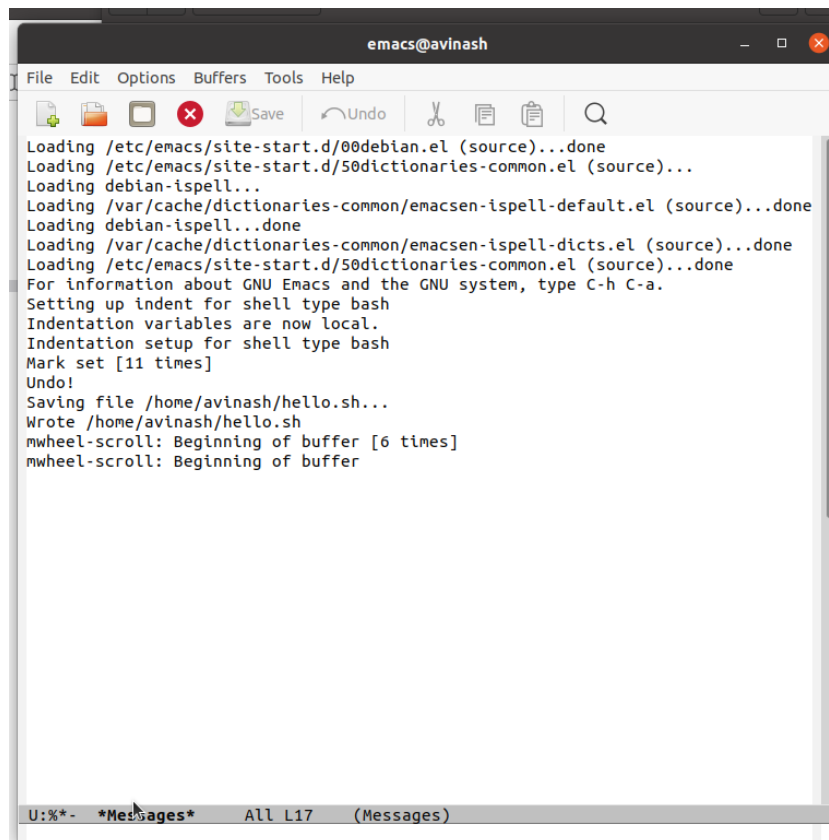 emacs@avinash
File Edit Options Buffers Tools Help
Save Undo
Loading /etc/emacs/site-start.d/00debian.el (source)...done
Loading /etc/emacs/site-start.d/50dictionaries-common.el (source)...
Loading debian-ispell...
Loading /var/cache/dictionaries-common/emacsen-ispell-default.el (source)...done
Loading debian-ispell...done
Loading /var/cache/dictionaries-common/emacsen-ispell-dicts.el (source)...done
Loading /etc/emacs/site-start.d/50dictionaries-common.el (source)...done
For information about GNU Emacs and the GNU system, type C-h C-a.
Setting up indent for shell type bash
Indentation variables are now local.
Indentation setup for shell type bash
Mark set [11 times]
Undo!
Saving file /home/avinash/hello.sh...
Wrote /home/avinash/hello.sh
mwheel-scroll: Beginning of buffer [6 times]
mwheel-scroll: Beginning of buffer
U:%*- *Messages* All L17 (Messages)